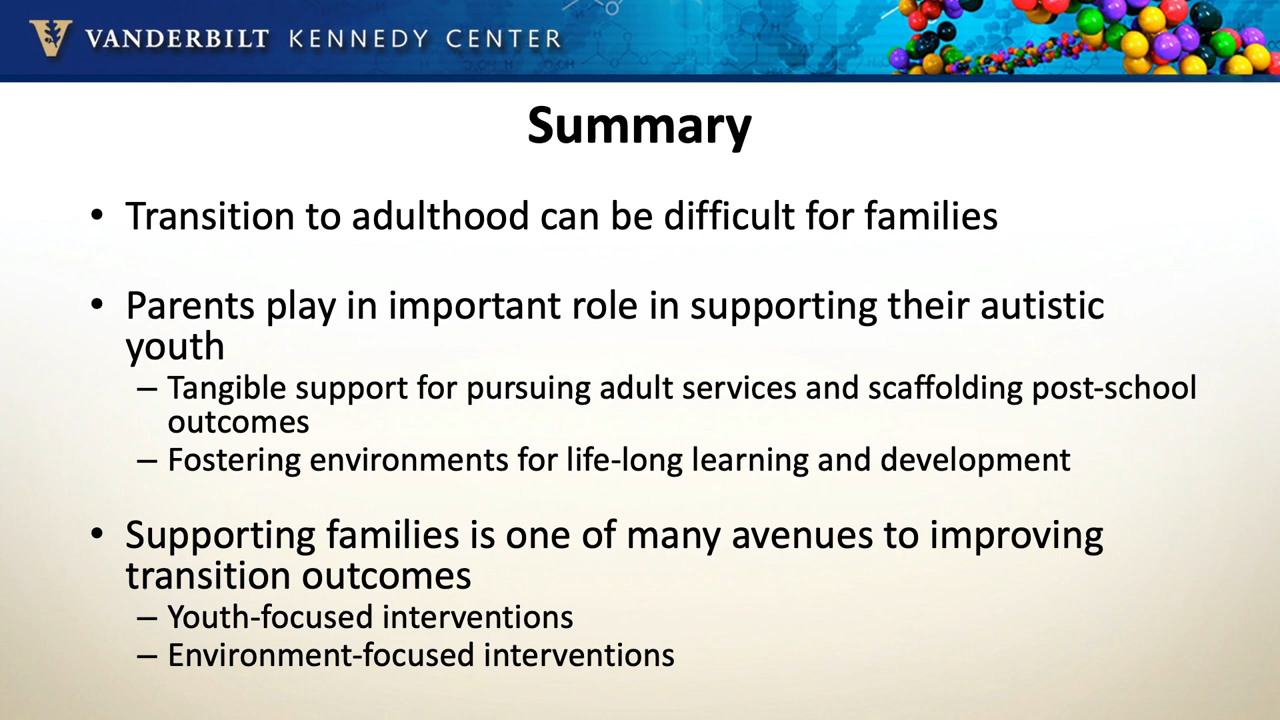 VANDERBILT KENNEDY CENTER
Summary
• Transition to adulthood can be difficult for families
• Parents play in important role in supporting their autistic
youth
– Tangible support for pursuing adult services and scaffolding post-school
outcomes
– Fostering environments for life-long learning and development
• Supporting families is one of many avenues to improving
transition outcomes
– Youth-focused interventions
– Environment-focused interventions